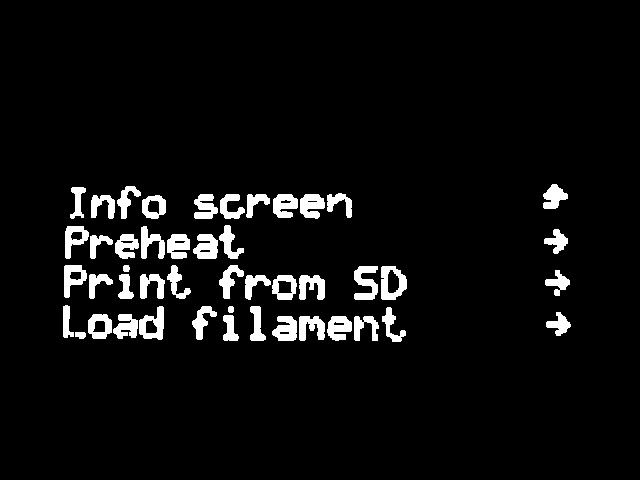 Info screen
Preheat →
Print from SD →
Load filament →